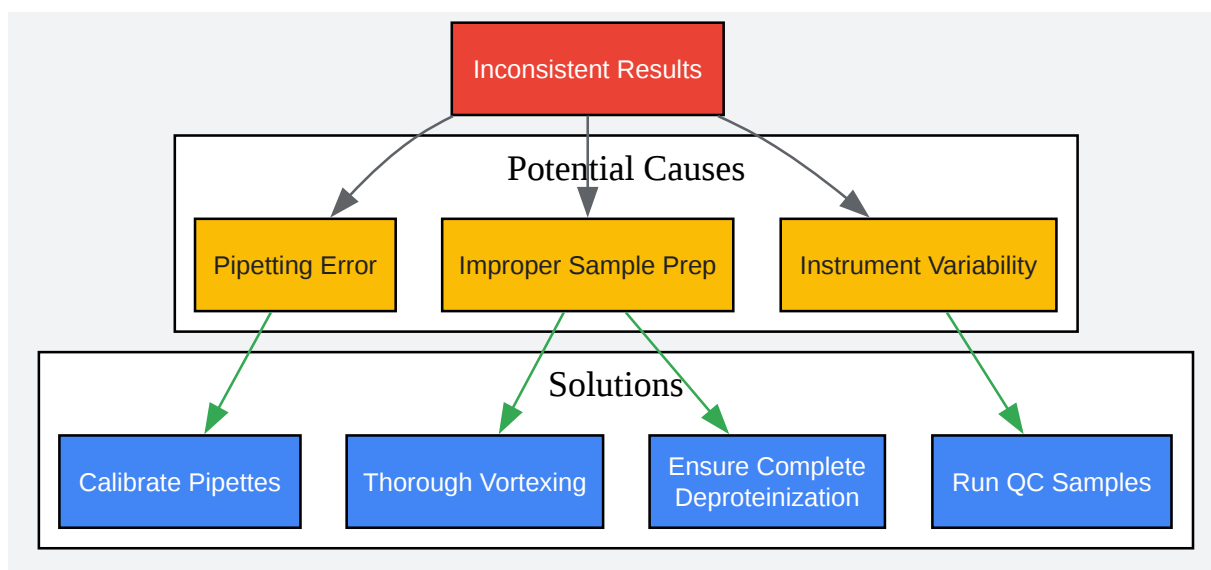 Inconsistent Results
Potential Causes
Pipetting Error
Improper Sample Prep
Instrument Variability
Solutions
Calibrate Pipettes
Thorough Vortexing
Ensure Complete
Deproteinization
Run QC Samples